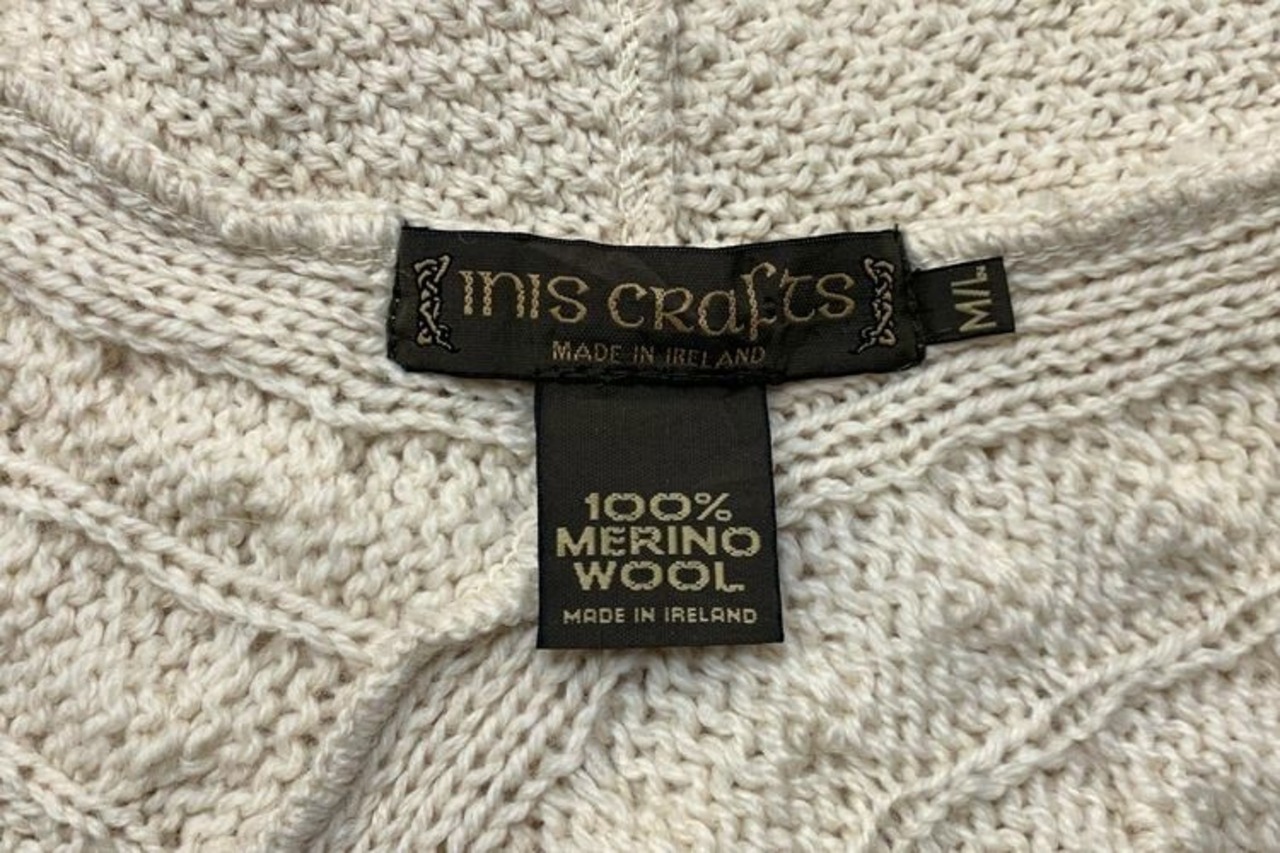 INIS CRAFTS
MADE IN IRELAND
M/L
100%
MERINO
WOOL
MADE IN IRELAND